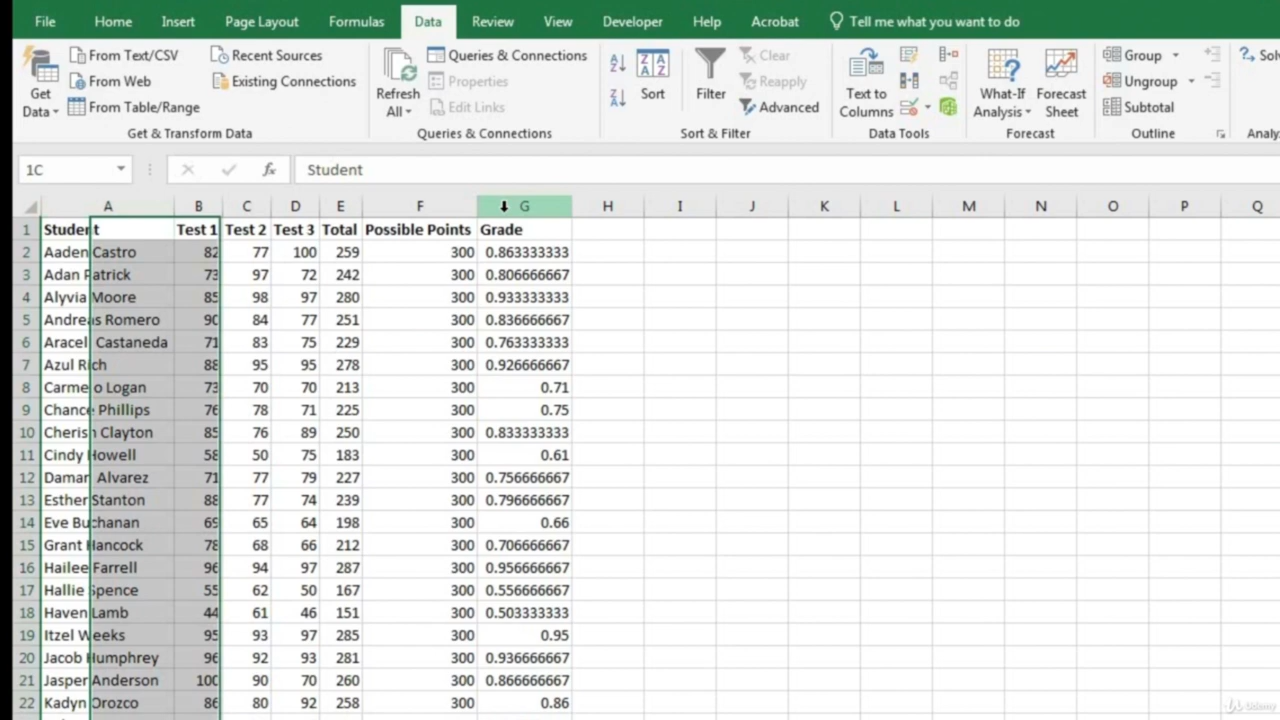 File Home Insert Page Layout Formulas Data Review View Developer Help Acrobat Tell me what you want to do
Get Data
From Text/CSV
From Web
From Table/Range
Recent Sources
Existing Connections
Get & Transform Data
Refresh All
Queries & Connections
Properties
Edit Links
Queries & Connections
Sort
Filter
Clear
Reapply
Advanced
Sort & Filter
Text to Columns
Data Tools
What-If Analysis
Forecast Sheet
Forecast
Group
Ungroup
Subtotal
Outline
1C fx Student
A B C D E F G H I J K L M N O P Q
1 Student Test 1 Test 2 Test 3 Total Possible Points Grade
2 Aaden Castro 82 77 100 259 300 0.863333333
3 Adan Patrick 73 97 72 242 300 0.806666667
4 Alyvia Moore 85 98 97 280 300 0.933333333
5 Andreas Romero 90 84 77 251 300 0.836666667
6 Aracel Castaneda 71 83 75 229 300 0.763333333
7 Azul Rich 88 95 95 278 300 0.926666667
8 Carmelo Logan 73 70 70 213 300 0.71
9 Chance Phillips 76 78 71 225 300 0.75
10 Cherish Clayton 85 76 89 250 300 0.833333333
11 Cindy Howell 58 50 75 183 300 0.61
12 Damar Alvarez 71 77 79 227 300 0.756666667
13 Esther Stanton 88 77 74 239 300 0.796666667
14 Eve Buchanan 69 65 64 198 300 0.66
15 Grant Hancock 78 68 66 212 300 0.706666667
16 Hailee Farrell 96 94 97 287 300 0.956666667
17 Hallie Spence 55 62 50 167 300 0.556666667
18 Haven Lamb 44 61 46 151 300 0.503333333
19 Itzel Weeks 95 93 97 285 300 0.95
20 Jacob Humphrey 96 92 93 281 300 0.936666667
21 Jasper Anderson 100 90 70 260 300 0.866666667
22 Kadyn Orozco 86 80 92 258 300 0.86
Udemy